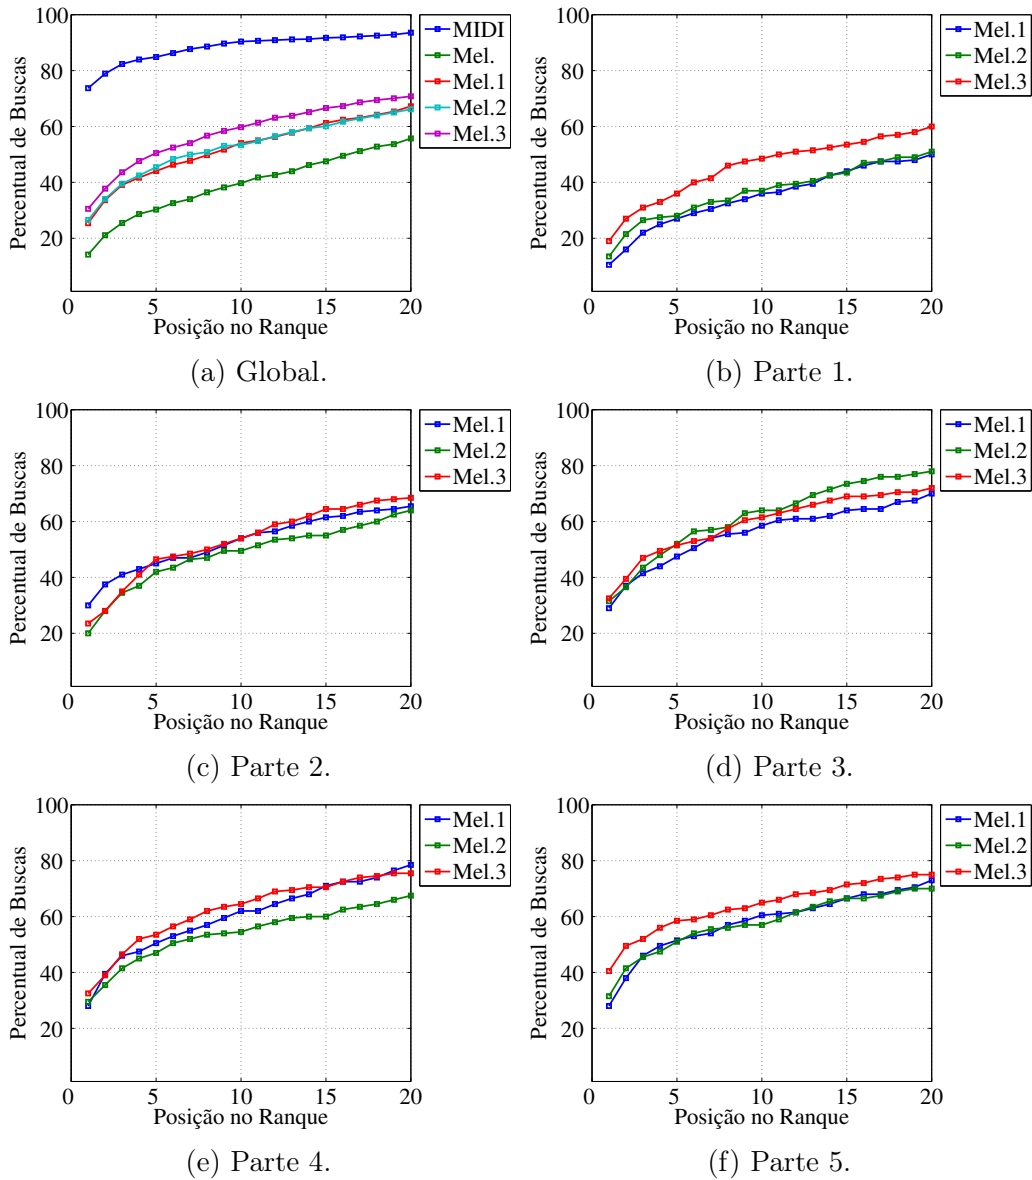 100
80
60
40
20
0
5
10
15
20
Percentual de Buscas
Posição no Ranque
MIDI
Mel.
Mel.1
Mel.2
Mel.3
(a) Global.
100
80
60
40
20
0
5
10
15
20
Percentual de Buscas
Posição no Ranque
Mel.1
Mel.2
Mel.3
(b) Parte 1.
100
80
60
40
20
0
5
10
15
20
Percentual de Buscas
Posição no Ranque
Mel.1
Mel.2
Mel.3
(c) Parte 2.
100
80
60
40
20
0
5
10
15
20
Percentual de Buscas
Posição no Ranque
Mel.1
Mel.2
Mel.3
(d) Parte 3.
100
80
60
40
20
0
5
10
15
20
Percentual de Buscas
Posição no Ranque
Mel.1
Mel.2
Mel.3
(e) Parte 4.
100
80
60
40
20
0
5
10
15
20
Percentual de Buscas
Posição no Ranque
Mel.1
Mel.2
Mel.3
(f) Parte 5.